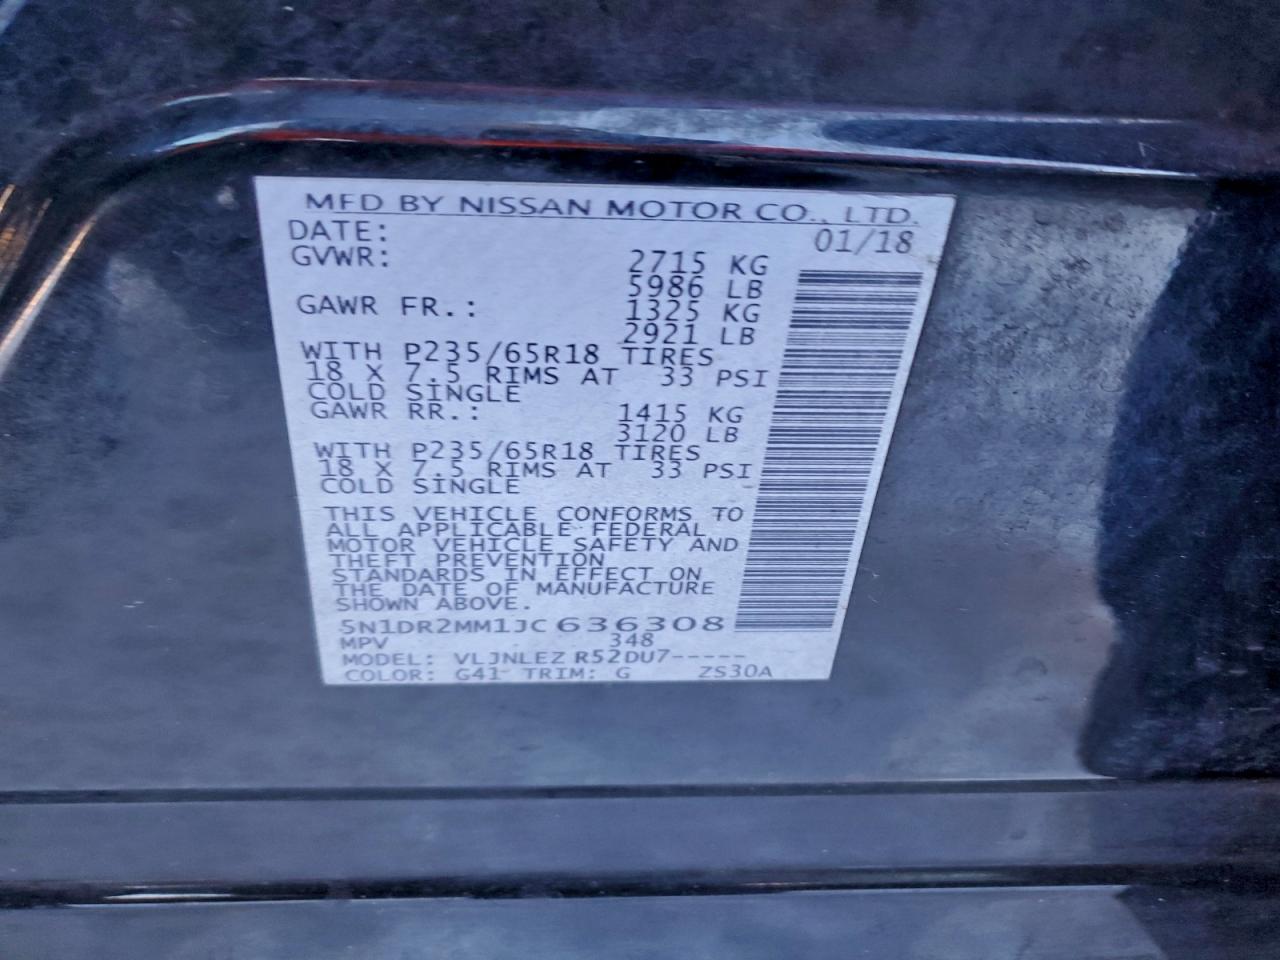 MFD BY NISSAN MOTOR CO., LTD.
DATE: 01/18
GVWR: 2715 KG
5986 LB
GAWR FR.: 1325 KG
2921 LB
WITH P235/65R18 TIRES
18 X 7.5 RIMS AT 33 PSI
COLD SINGLE
GAWR RR.: 1415 KG
3120 LB
WITH P235/65R18 TIRES
18 X 7.5 RIMS AT 33 PSI
COLD SINGLE
THIS VEHICLE CONFORMS TO
ALL APPLICABLE FEDERAL
MOTOR VEHICLE SAFETY AND
THEFT PREVENTION
STANDARDS IN EFFECT ON
THE DATE OF MANUFACTURE
SHOWN ABOVE.
5N1DR2MM1JC636308
MPV 348
MODEL: VLJNLEZ R52DU7-----
COLOR: G41 TRIM: G ZS30A